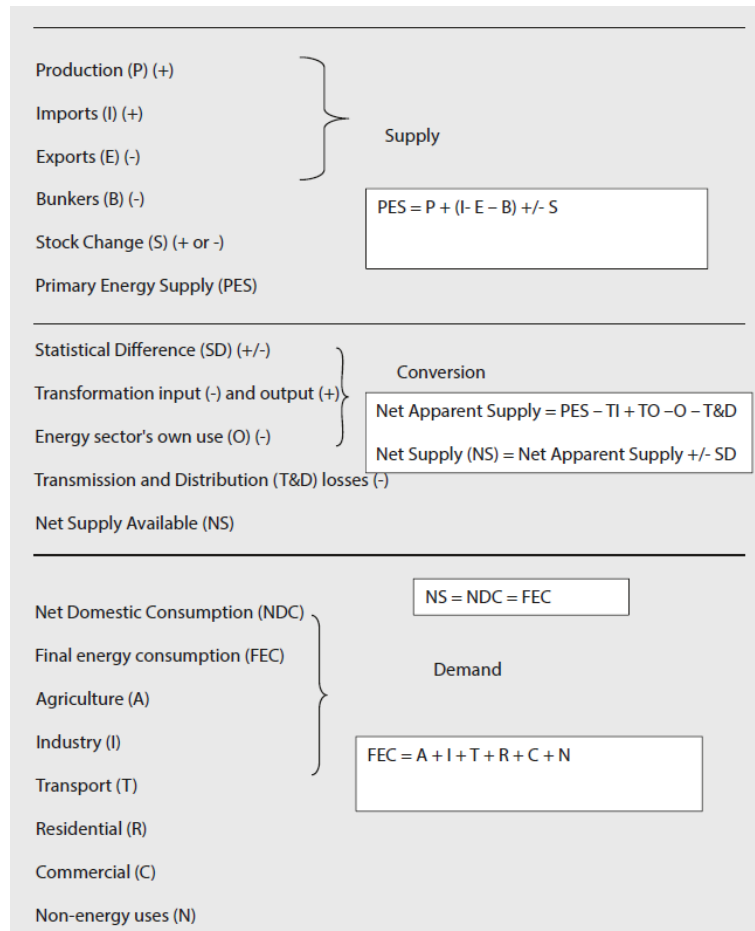 Production (P) (+)
Imports (I) (+)
Exports (E) (-)
Supply
Bunkers (B) (-)
PES = P + (I- E – B) +/- S
Stock Change (S) (+ or -)
Primary Energy Supply (PES)
Statistical Difference (SD) (+/-)
Conversion
Transformation input (-) and output (+)
Net Apparent Supply = PES – TI + TO –O – T&D
Energy sector's own use (O) (-)
Net Supply (NS) = Net Apparent Supply +/- SD
Transmission and Distribution (T&D) losses (-)
Net Supply Available (NS)
NS = NDC = FEC
Net Domestic Consumption (NDC)
Final energy consumption (FEC)
Demand
Agriculture (A)
Industry (I)
FEC = A + I + T + R + C + N
Transport (T)
Residential (R)
Commercial (C)
Non-energy uses (N)